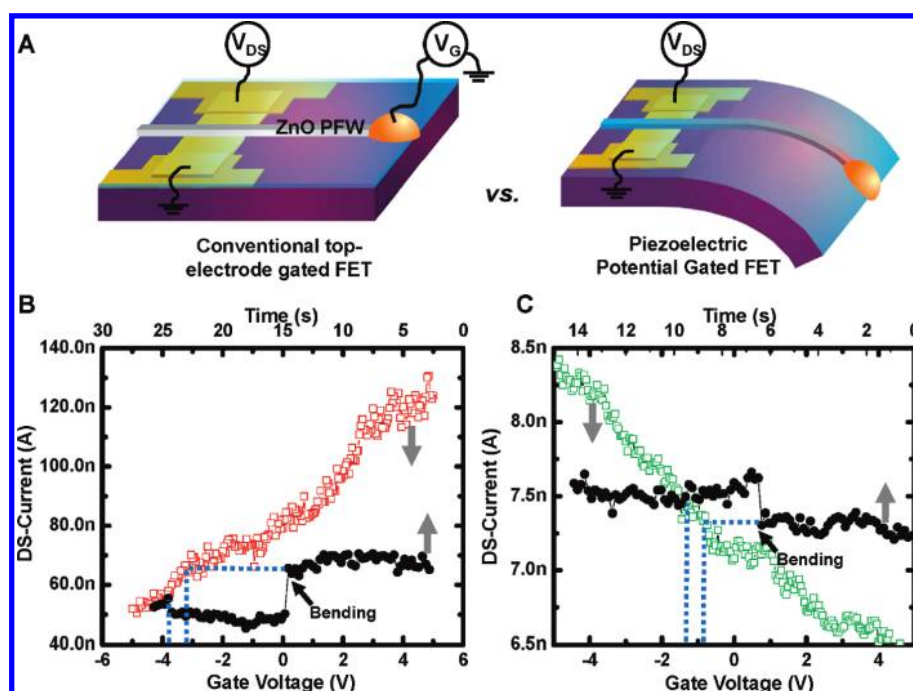 A
VDS
VG
VDS
ZnO PFW
vs.
Conventional top-
electrode gated FET
Piezoelectric
Potential Gated FET
B
Time (s)
30 25 20 15 10 5 0
140.0n
120.0n
100.0n
80.0n
60.0n
40.0n
DS-Current (A)
Bending
-6 -4 -2 0 2 4 6
Gate Voltage (V)
C
Time (s)
14 12 10 8 6 4 2 0
8.5n
8.0n
7.5n
7.0n
6.5n
DS-Current (A)
Bending
-4 -2 0 2 4
Gate Voltage (V)